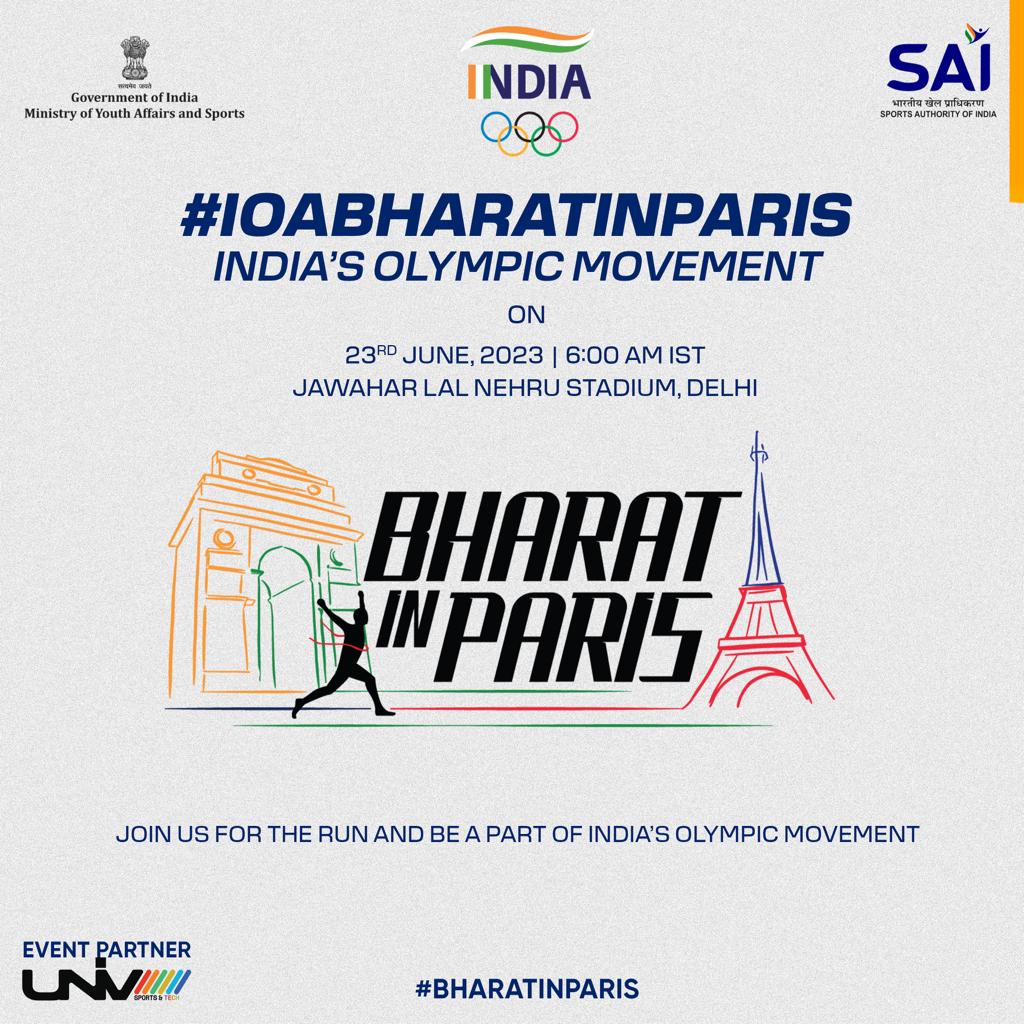 सत्यमेव जयते
Government of India
Ministry of Youth Affairs and Sports
INDIA
SAI
भारतीय खेल प्राधिकरण
SPORTS AUTHORITY OF INDIA
#IOABHARATINPARIS
INDIA'S OLYMPIC MOVEMENT
ON
23RD JUNE, 2023 | 6:00 AM IST
JAWAHAR LAL NEHRU STADIUM, DELHI
BHARAT
IN PARIS
JOIN US FOR THE RUN AND BE A PART OF INDIA'S OLYMPIC MOVEMENT
EVENT PARTNER
UNIV
SPORTS & TECH
#BHARATINPARIS